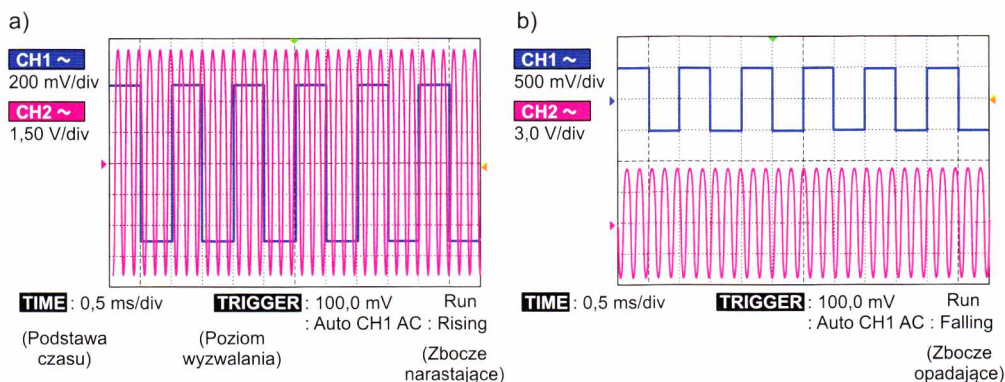 a)
CH1 ~
200 mV/div
CH2 ~
1,50 V/div
TIME : 0,5 ms/div
TRIGGER : 100,0 mV
Run
: Auto CH1 AC : Rising
(Podstawa
czasu)
(Poziom
wyzwalania)
(Zbocze
narastające)
b)
CH1 ~
500 mV/div
CH2 ~
3,0 V/div
TIME : 0,5 ms/div
TRIGGER : 100,0 mV
Run
: Auto CH1 AC : Falling
(Zbocze
opadające)